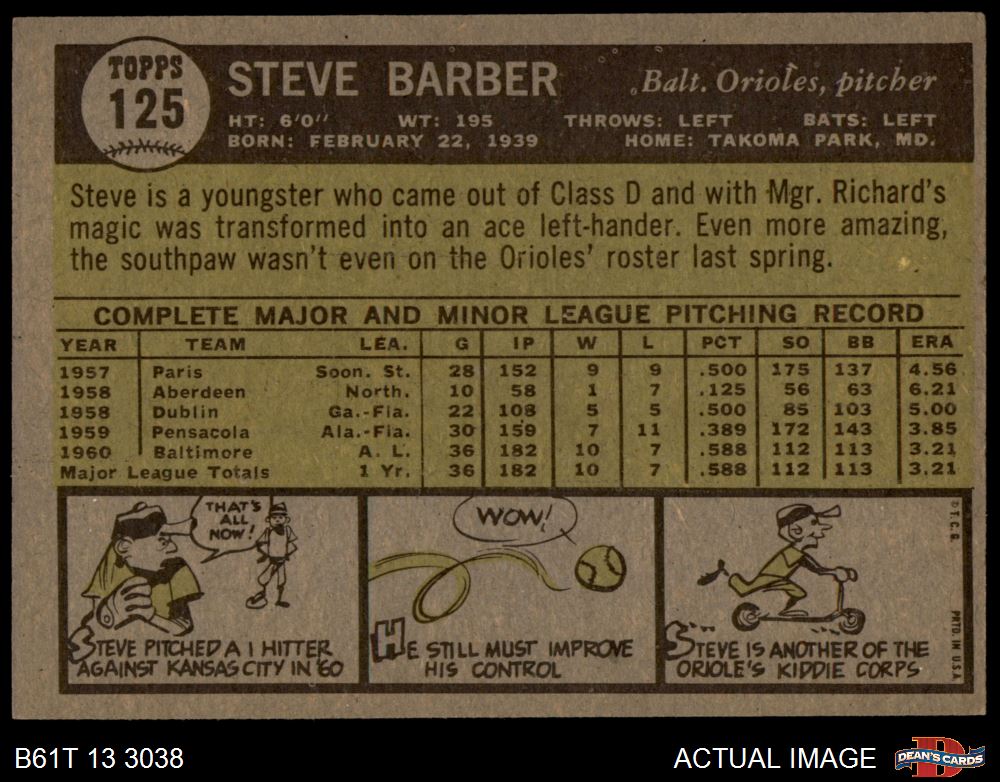 TOPPS
125
STEVE BARBER Balt. Orioles, pitcher
HT: 6'0" WT: 195 THROWS: LEFT BATS: LEFT
BORN: FEBRUARY 22, 1939 HOME: TAKOMA PARK, MD.
Steve is a youngster who came out of Class D and with Mgr. Richard's
magic was transformed into an ace left-hander. Even more amazing,
the southpaw wasn't even on the Orioles' roster last spring.
COMPLETE MAJOR AND MINOR LEAGUE PITCHING RECORD
YEAR TEAM LEA. G IP W L PCT SO BB ERA
1957 Paris Soon. St. 28 152 9 9 .500 175 137 4.56
1958 Aberdeen North. 10 58 1 7 .125 56 63 6.21
1958 Dublin Ga.-Fla. 22 108 5 5 .500 85 103 5.00
1959 Pensacola Ala.-Fla. 30 159 7 11 .389 172 143 3.85
1960 Baltimore A. L. 36 182 10 7 .588 112 113 3.21
Major League Totals 1 Yr. 36 182 10 7 .588 112 113 3.21
THAT'S
ALL
NOW!
STEVE PITCHED A 1 HITTER
AGAINST KANSAS CITY IN '60
WOW!
HE STILL MUST IMPROVE
HIS CONTROL
STEVE IS ANOTHER OF THE
ORIOLE'S KIDDIE CORPS
© T. C. G.
PRTD. IN U.S.A.
B61T 13 3038 ACTUAL IMAGE
DEAN'S CARDS